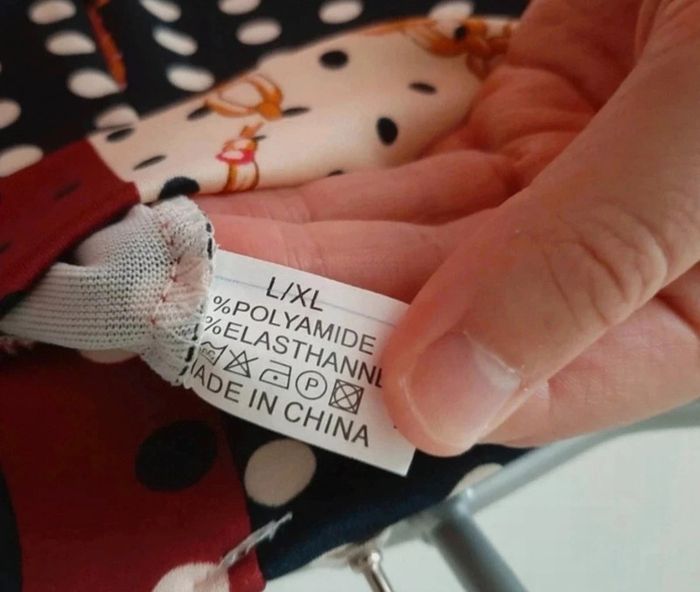 L/XL
%POLYAMIDE
%ELASTHANN
P
ADE IN CHINA